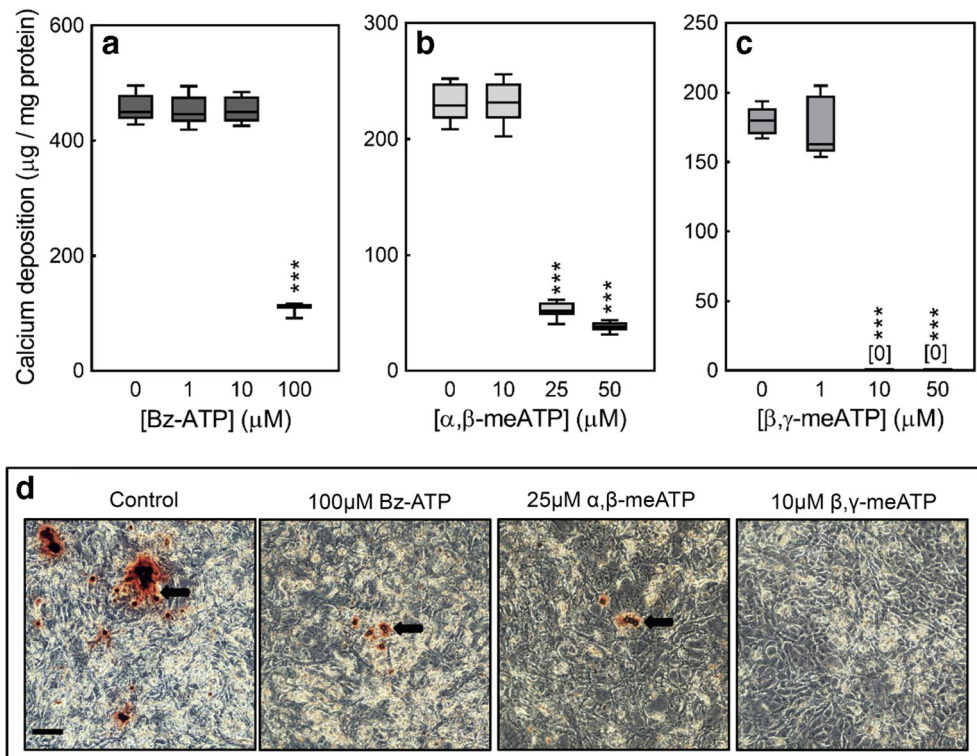 a
b
c
Calcium deposition (μg / mg protein)
600
400
200
0
300
200
100
0
250
200
150
100
50
0
***
***
***
***
***
[0]
[0]
0 1 10 100
0 10 25 50
0 1 10 50
[Bz-ATP] (μM)
[α,β-meATP] (μM)
[β,γ-meATP] (μM)
d
Control
100μM Bz-ATP
25μM α,β-meATP
10μM β,γ-meATP